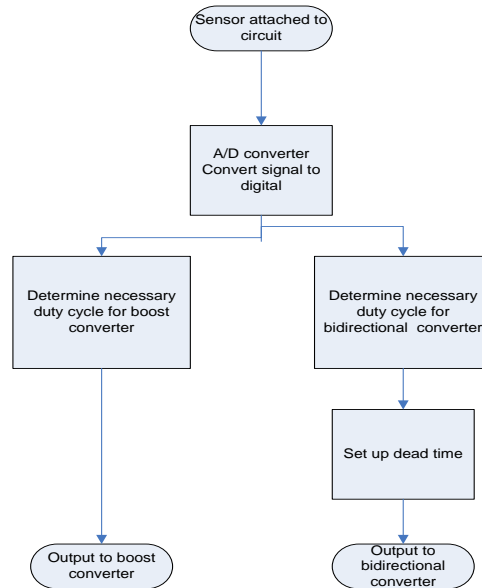 Sensor attached to
circuit
A/D converter
Convert signal to
digital
Determine necessary
duty cycle for boost
converter
Determine necessary
duty cycle for
bidirectional converter
Set up dead time
Output to boost
converter
Output to
bidirectional
converter